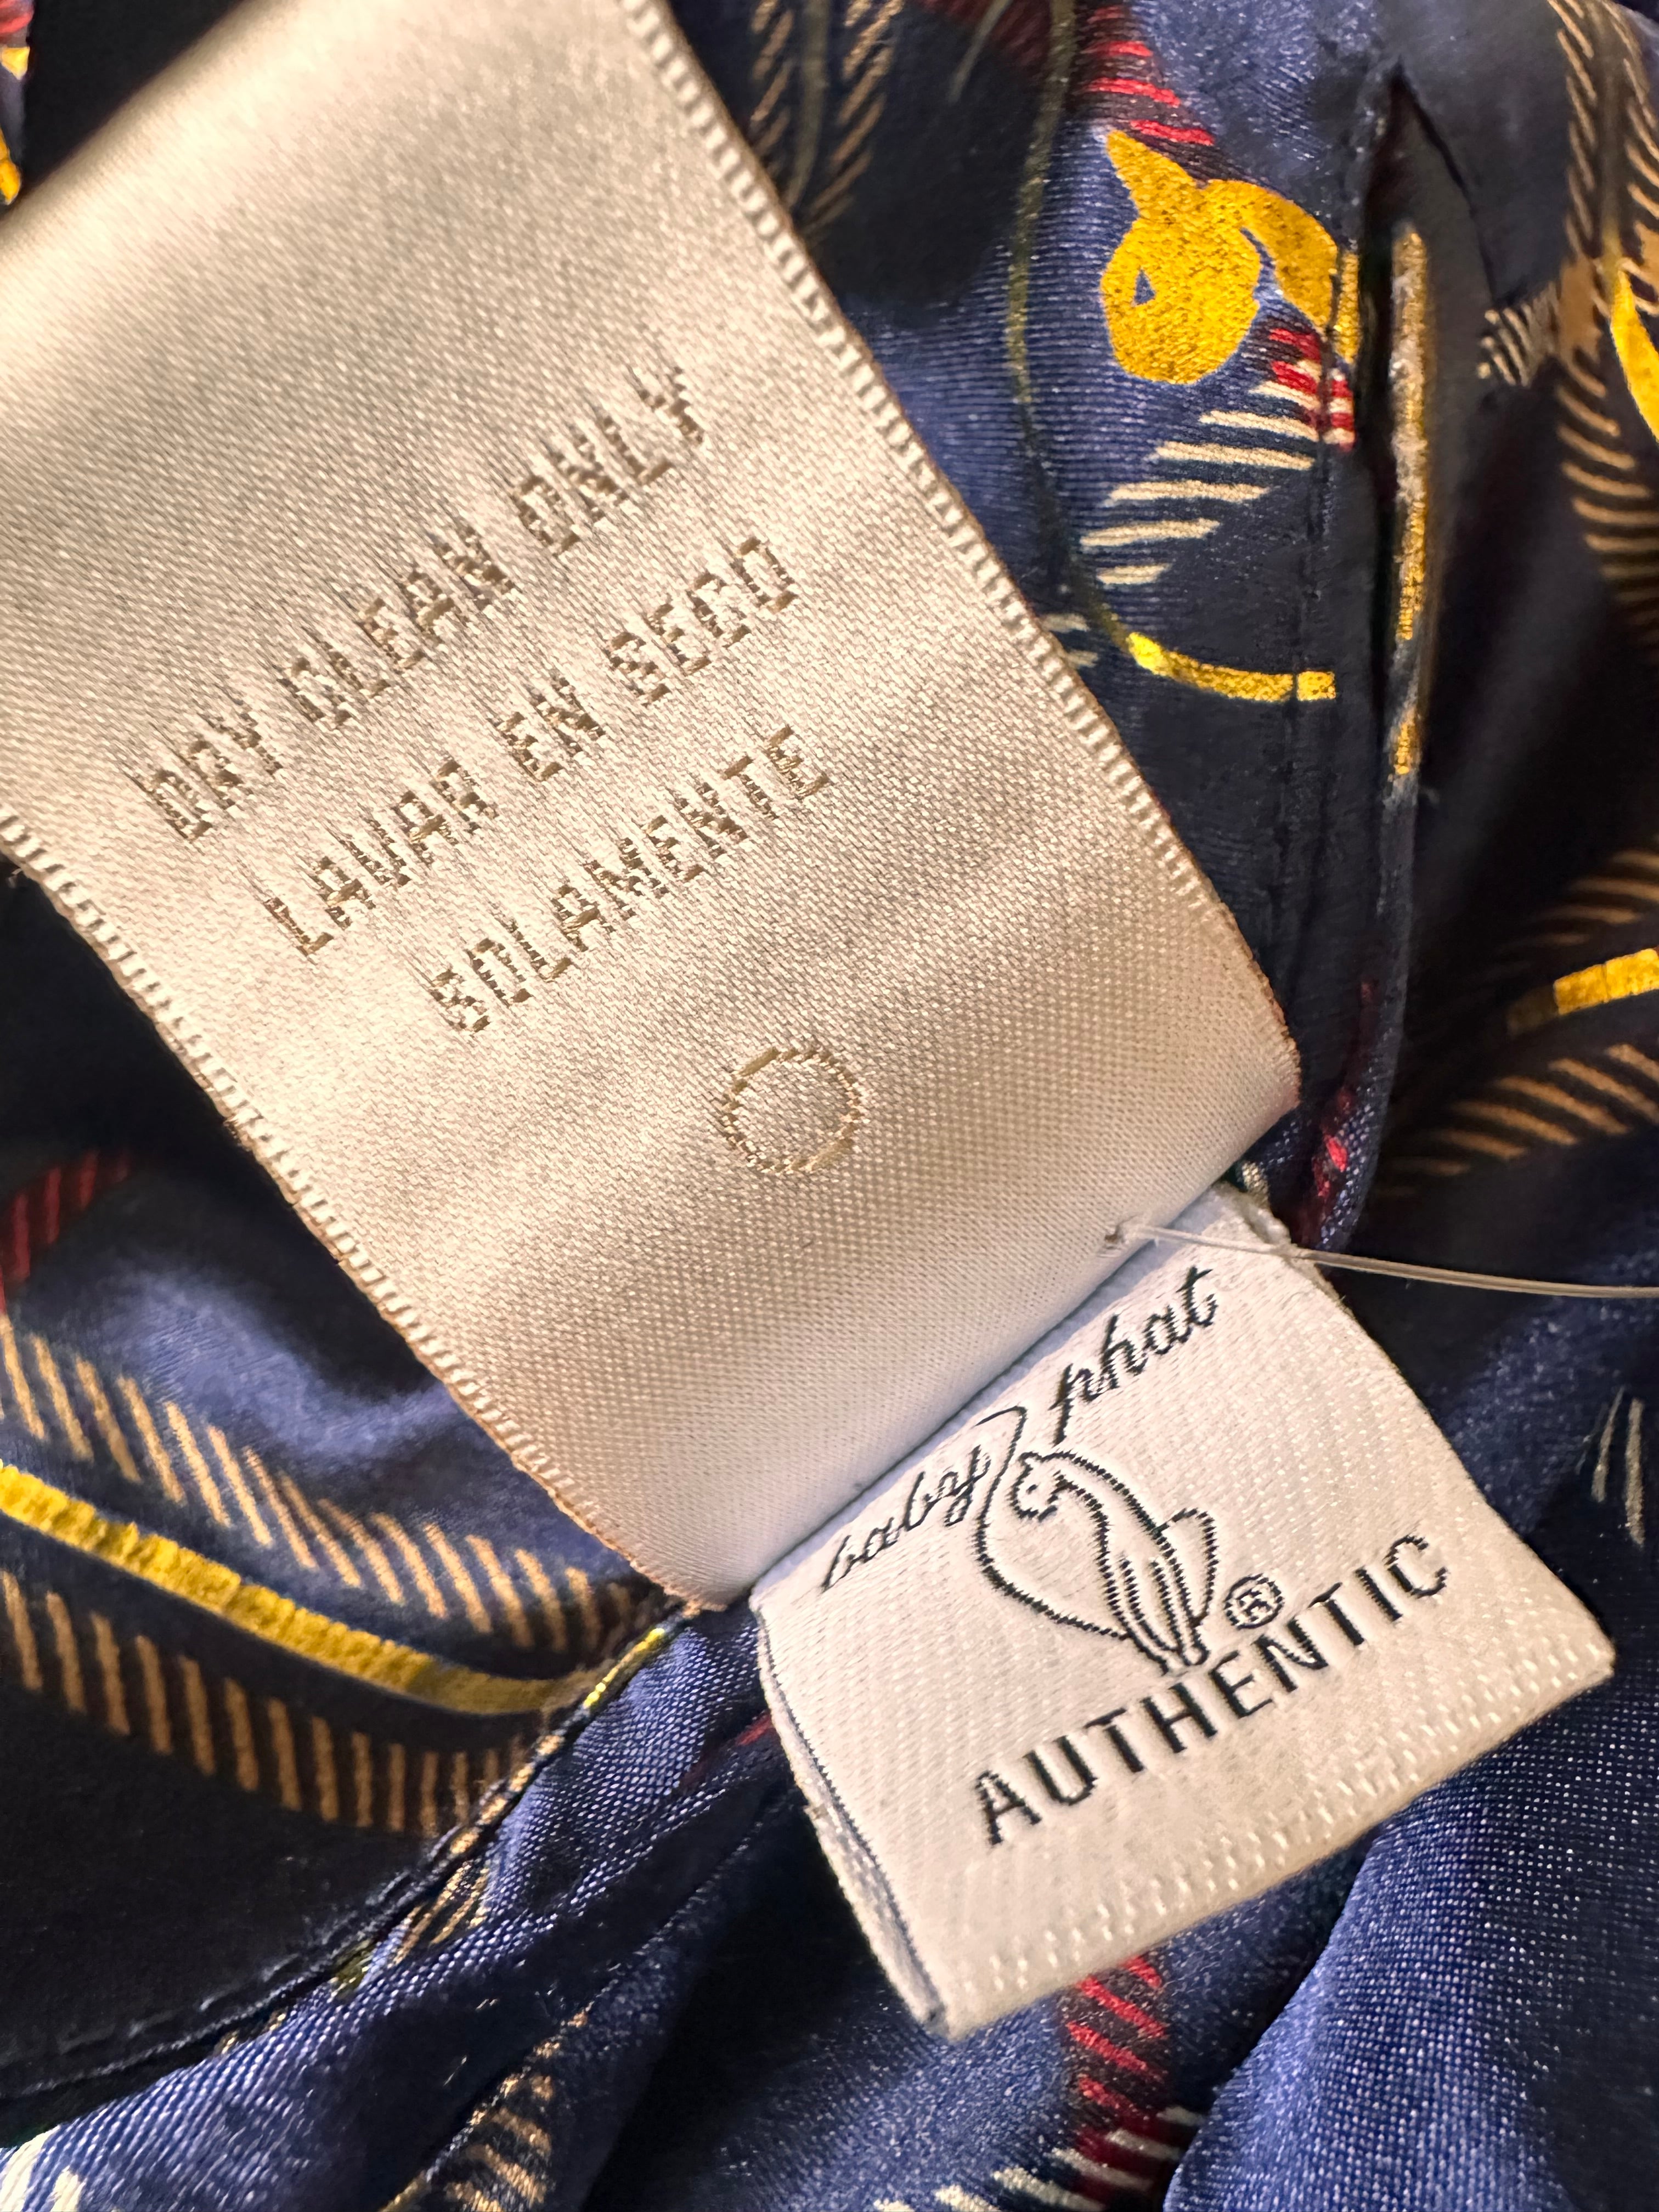 DRY CLEAN ONLY
LAVAR EN SECO
SOLAMENTE
baby phat
®
AUTHENTIC